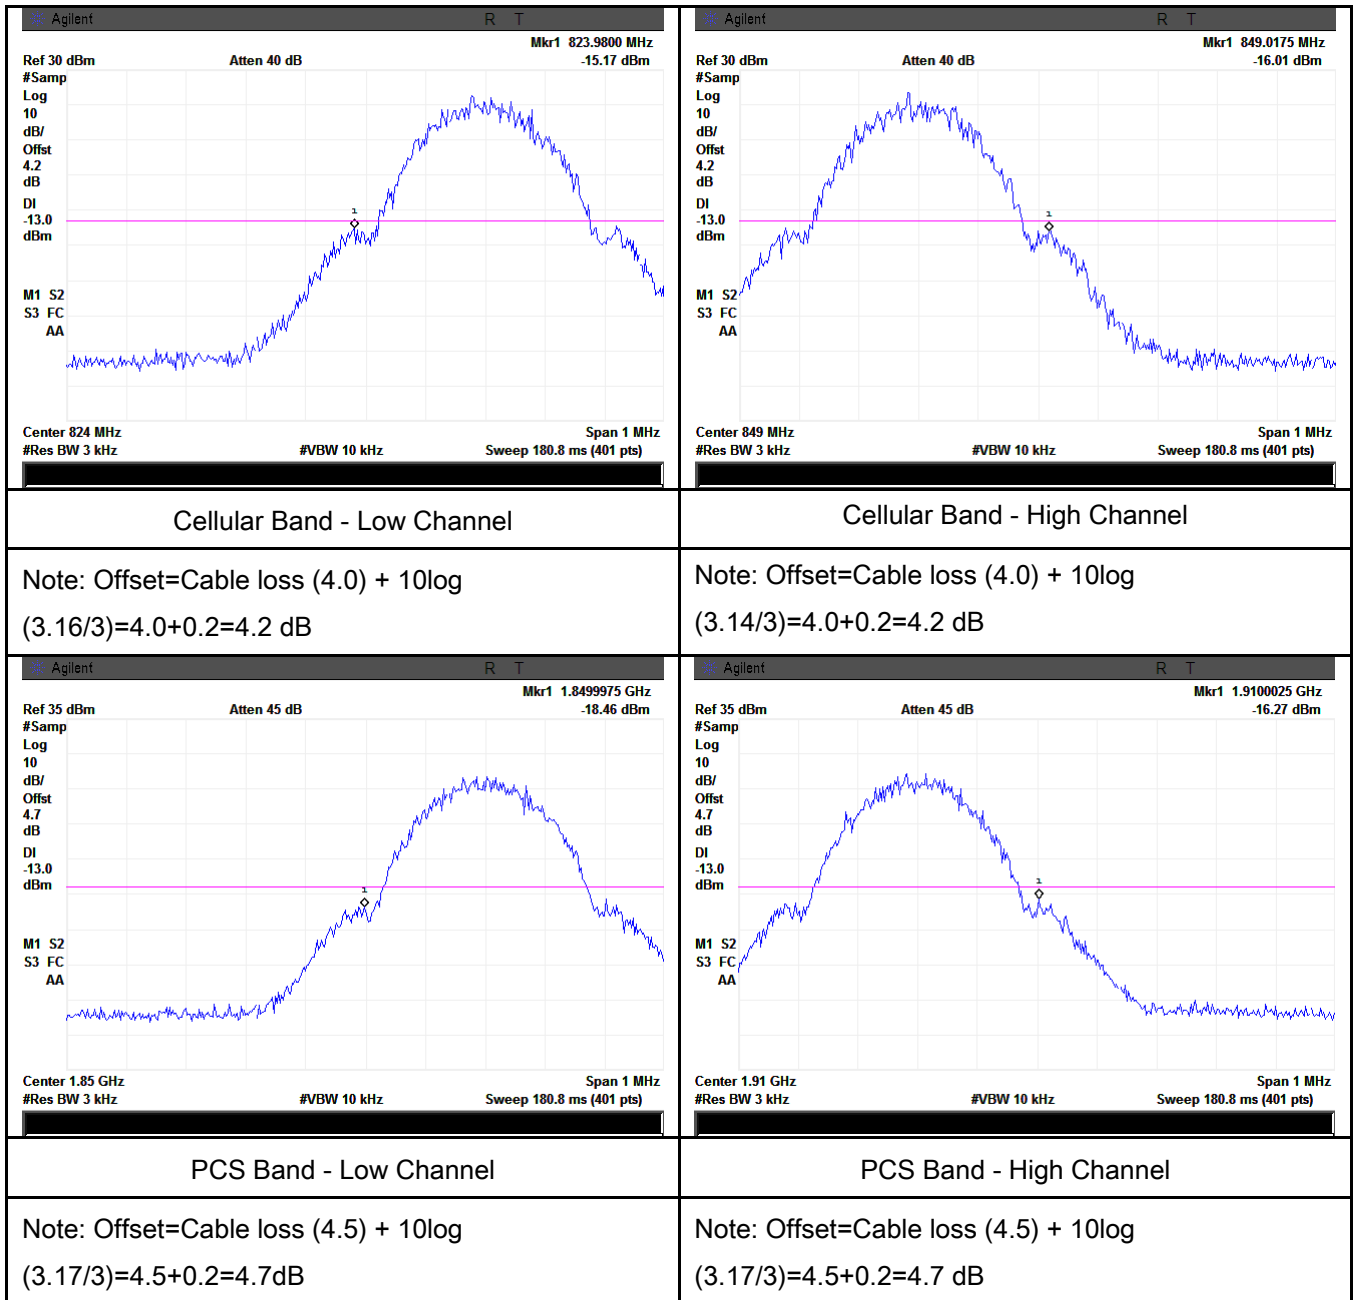 Agilent R T
Mkr1 823.9800 MHz
Ref 30 dBm Atten 40 dB -15.17 dBm
#Samp
Log
10
dB/
Offst
4.2
dB
DI
-13.0
dBm
1
M1 S2
S3 FC
AA
Center 824 MHz Span 1 MHz
#Res BW 3 kHz #VBW 10 kHz Sweep 180.8 ms (401 pts)
Agilent R T
Mkr1 849.0175 MHz
Ref 30 dBm Atten 40 dB -16.01 dBm
#Samp
Log
10
dB/
Offst
4.2
dB
DI
-13.0
dBm
1
M1 S2
S3 FC
AA
Center 849 MHz Span 1 MHz
#Res BW 3 kHz #VBW 10 kHz Sweep 180.8 ms (401 pts)
Cellular Band - Low Channel
Cellular Band - High Channel
Note: Offset=Cable loss (4.0) + 10log
(3.16/3)=4.0+0.2=4.2 dB
Note: Offset=Cable loss (4.0) + 10log
(3.14/3)=4.0+0.2=4.2 dB
Agilent R T
Mkr1 1.8499975 GHz
Ref 35 dBm Atten 45 dB -18.46 dBm
#Samp
Log
10
dB/
Offst
4.7
dB
DI
-13.0
dBm
1
M1 S2
S3 FC
AA
Center 1.85 GHz Span 1 MHz
#Res BW 3 kHz #VBW 10 kHz Sweep 180.8 ms (401 pts)
Agilent R T
Mkr1 1.9100025 GHz
Ref 35 dBm Atten 45 dB -16.27 dBm
#Samp
Log
10
dB/
Offst
4.7
dB
DI
-13.0
dBm
1
M1 S2
S3 FC
AA
Center 1.91 GHz Span 1 MHz
#Res BW 3 kHz #VBW 10 kHz Sweep 180.8 ms (401 pts)
PCS Band - Low Channel
PCS Band - High Channel
Note: Offset=Cable loss (4.5) + 10log
(3.17/3)=4.5+0.2=4.7dB
Note: Offset=Cable loss (4.5) + 10log
(3.17/3)=4.5+0.2=4.7 dB